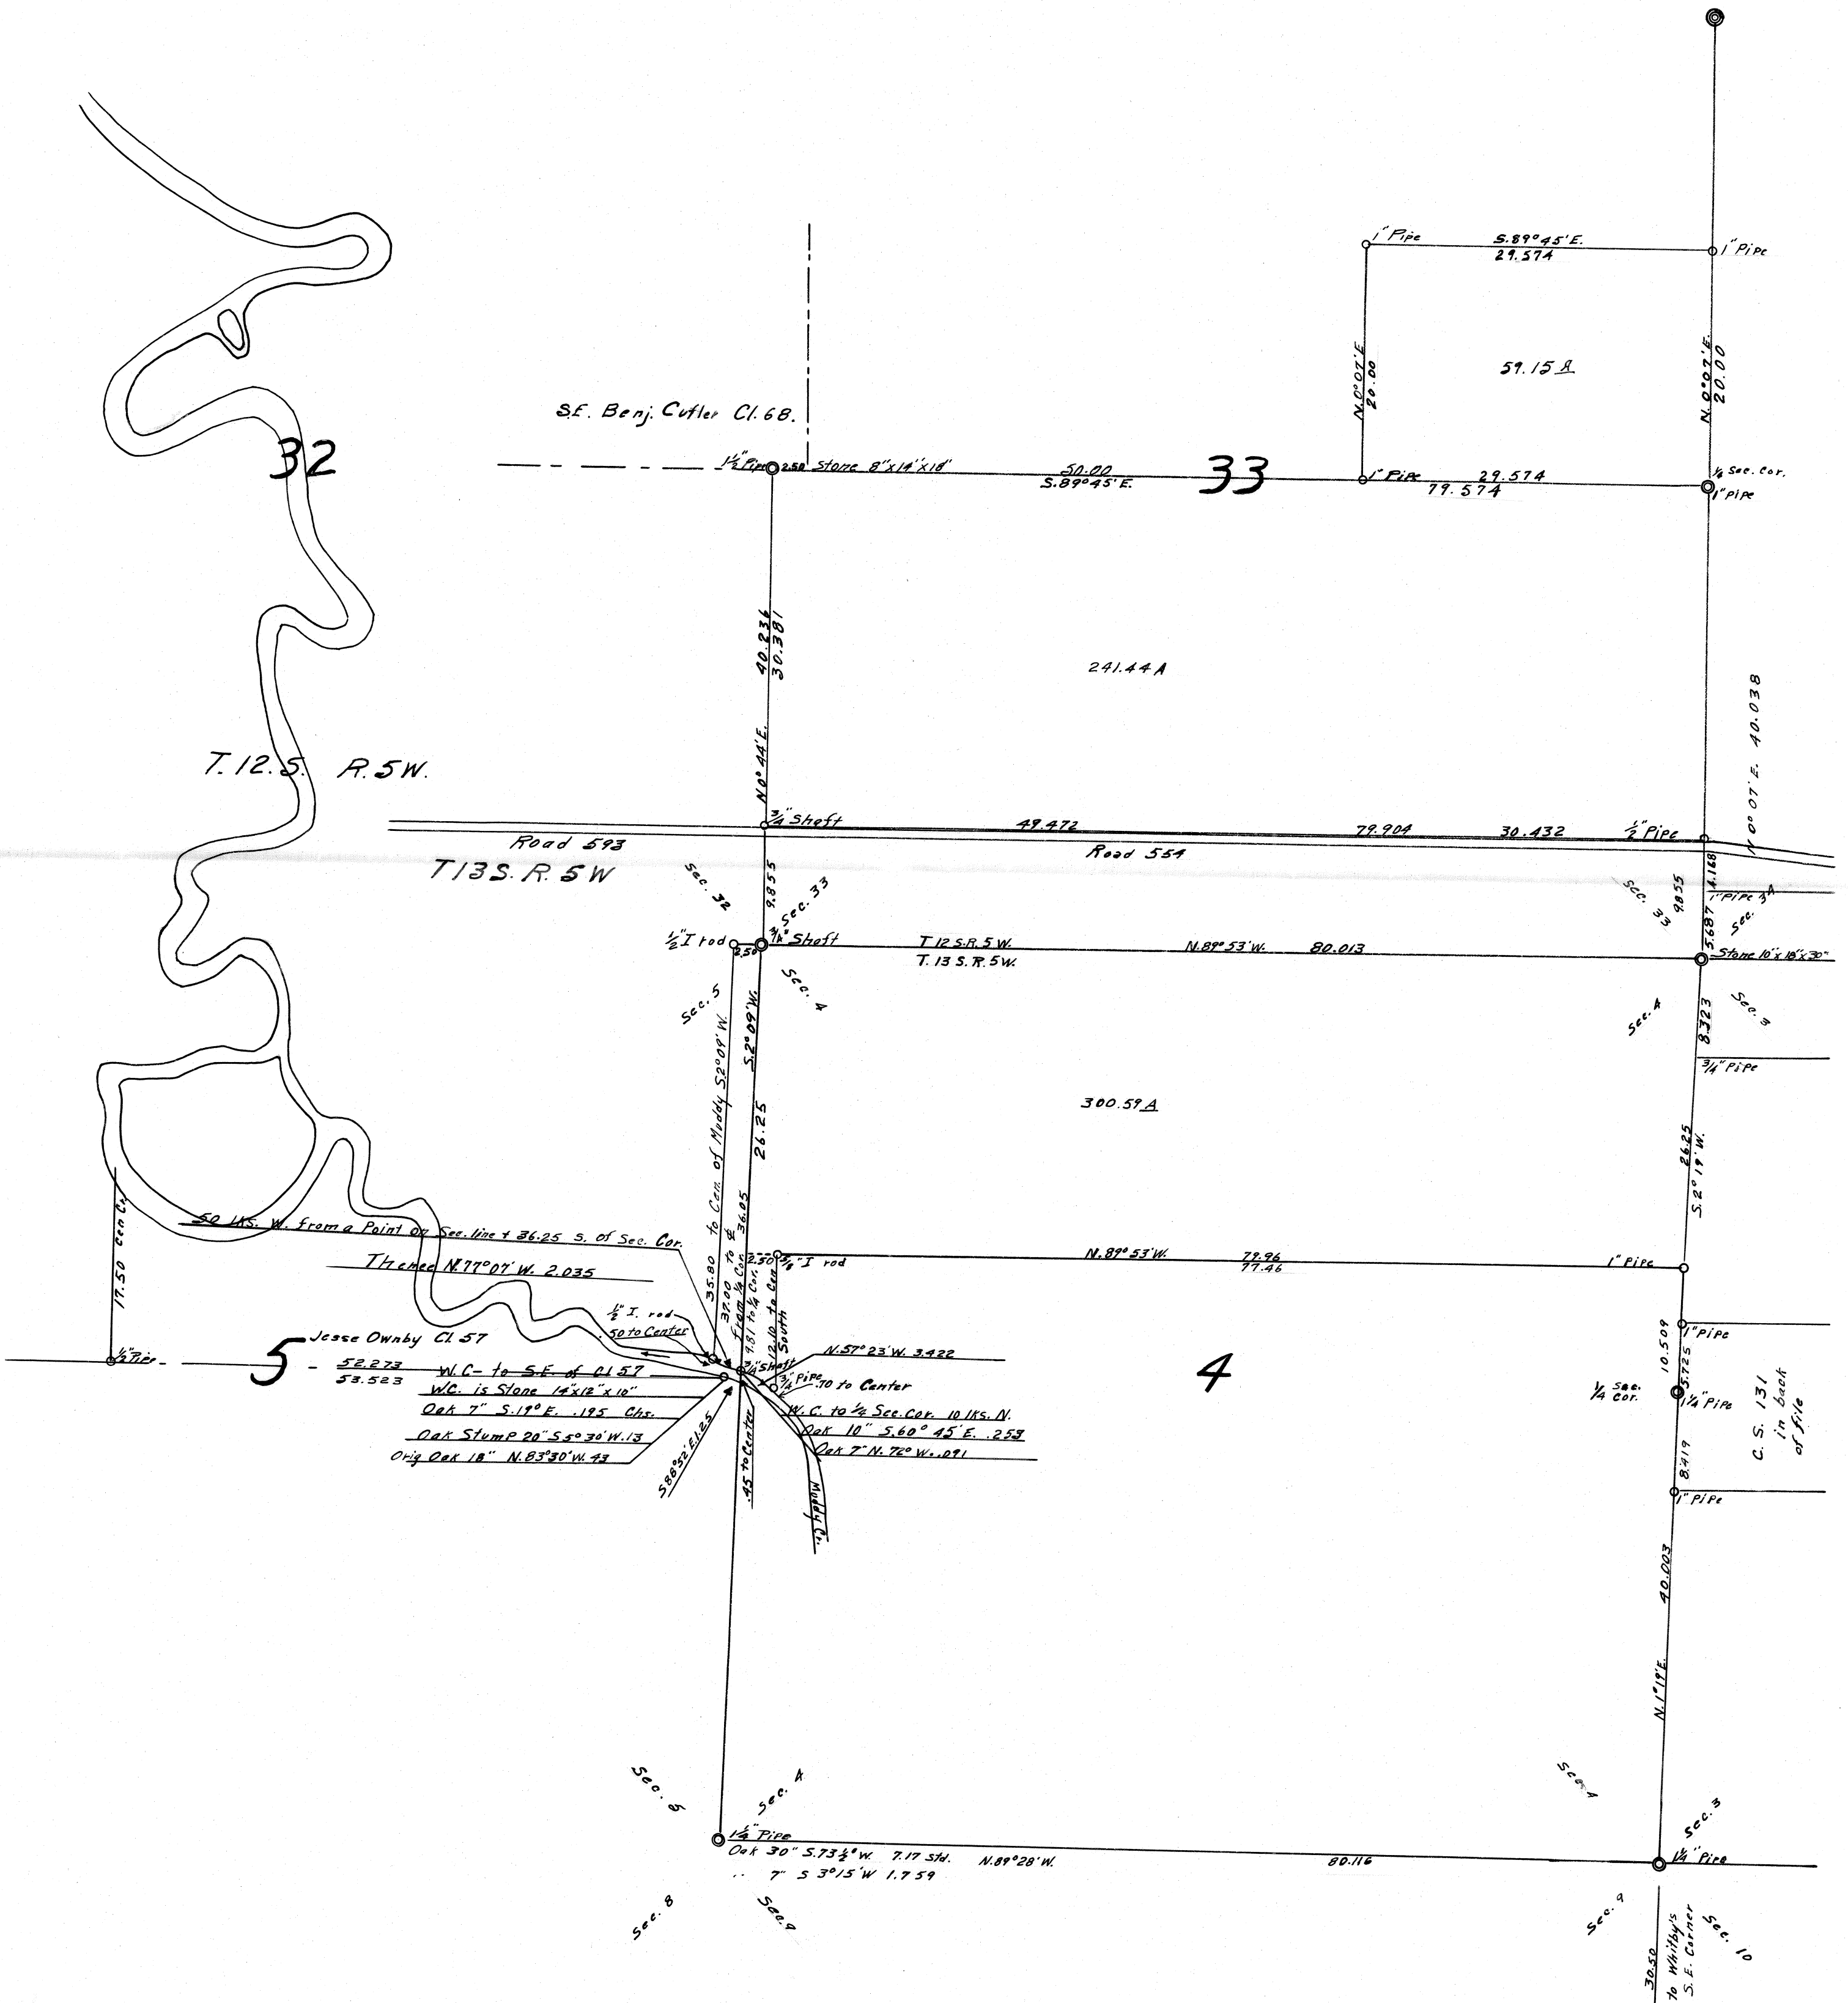 1" Pipe
S.89°45'E.
29.574
1" Pipe
N.0°07'E
20.00
59.15 A
N.0°07'E.
20.00
S.E. Benj. Cutler Cl. 68.
32
1½" Pipe
2.50
Stone 8"x14"x18"
50.00
S.89°45'E.
33
1" Pipe
29.574
79.574
¼ Sec. Cor.
1" Pipe
40.236
30.381
N 0° 44' E.
241.44 A
N 0° 07' E. 40.038
T. 12. S. R. 5 W.
¾" Shaft
49.472
79.904
30.432
½" Pipe
Road 593
Road 554
T 13 S. R. 5 W
Sec. 32
9.855
Sec. 33
Sec. 33
9.855
4.168
1" Pipe
5.687
Sec.
½" I rod
2.50
¾" Shaft
T 12 S.R. 5 W.
N.89° 53' W. 80.013
T. 13 S. R. 5 W.
Stone 10"x18"x30"
Sec. 5
Sec. 4
Sec. 4
Sec. 3
S.2° 09' W.
8.323
¾" Pipe
300.59 A
26.25
26.25
S. 2° 19' W.
35.80 to Cen. of Muddy S.2°09' W.
37.00 to ₵
from ¼ Cor. 36.05
9.81 to ¼ Cor.
17.50 Cen Cr.
50 lks. W. from a Point on Sec. line & 36.25 S. of Sec. Cor.
Thence N.77°07' W. 2.035
2.50
⅝" I rod
N.89° 53' W.
79.96
77.46
1" Pipe
12.10 to Cen
South
½" I. rod
.50 to Center
Jesse Ownby Cl. 57
½" Pipe
5
52.273
53.523
W.C. to S.E. of Cl 57
W.C. is Stone 14"x12"x10"
Oak 7" S.19° E. .195 Chs.
Oak Stump 20" S 5° 30' W. 13
Orig Oak 18" N.83°30' W. 43
S 88°52' E 1.25
¾" Shaft
¾" Pipe
N.57° 23' W. 3.422
.70 to Center
W.C. to ¼ Sec. Cor. 10 lks. N.
Oak 10" S.60° 45' E. .253
Oak 7" N. 72° W. .091
.45 to Center
Muddy Cr.
4
1" Pipe
10.509
5.725
¼ Sec. Cor.
1¼" Pipe
C. S. 131
in back
of file
8.419
1" Pipe
40.003
N. 1° 19' E.
Sec. 5
Sec. 4
Sec. 4
Sec. 3
1¼" Pipe
Oak 30" S.73½° W. 7.17 Std.
N.89° 28' W.
80.116
1¼" Pipe
.. 7" S 3°15' W 1.759
Sec. 8
Sec. 9
Sec. 9
Sec. 10
30.50
to Whitby's
S. E. Corner